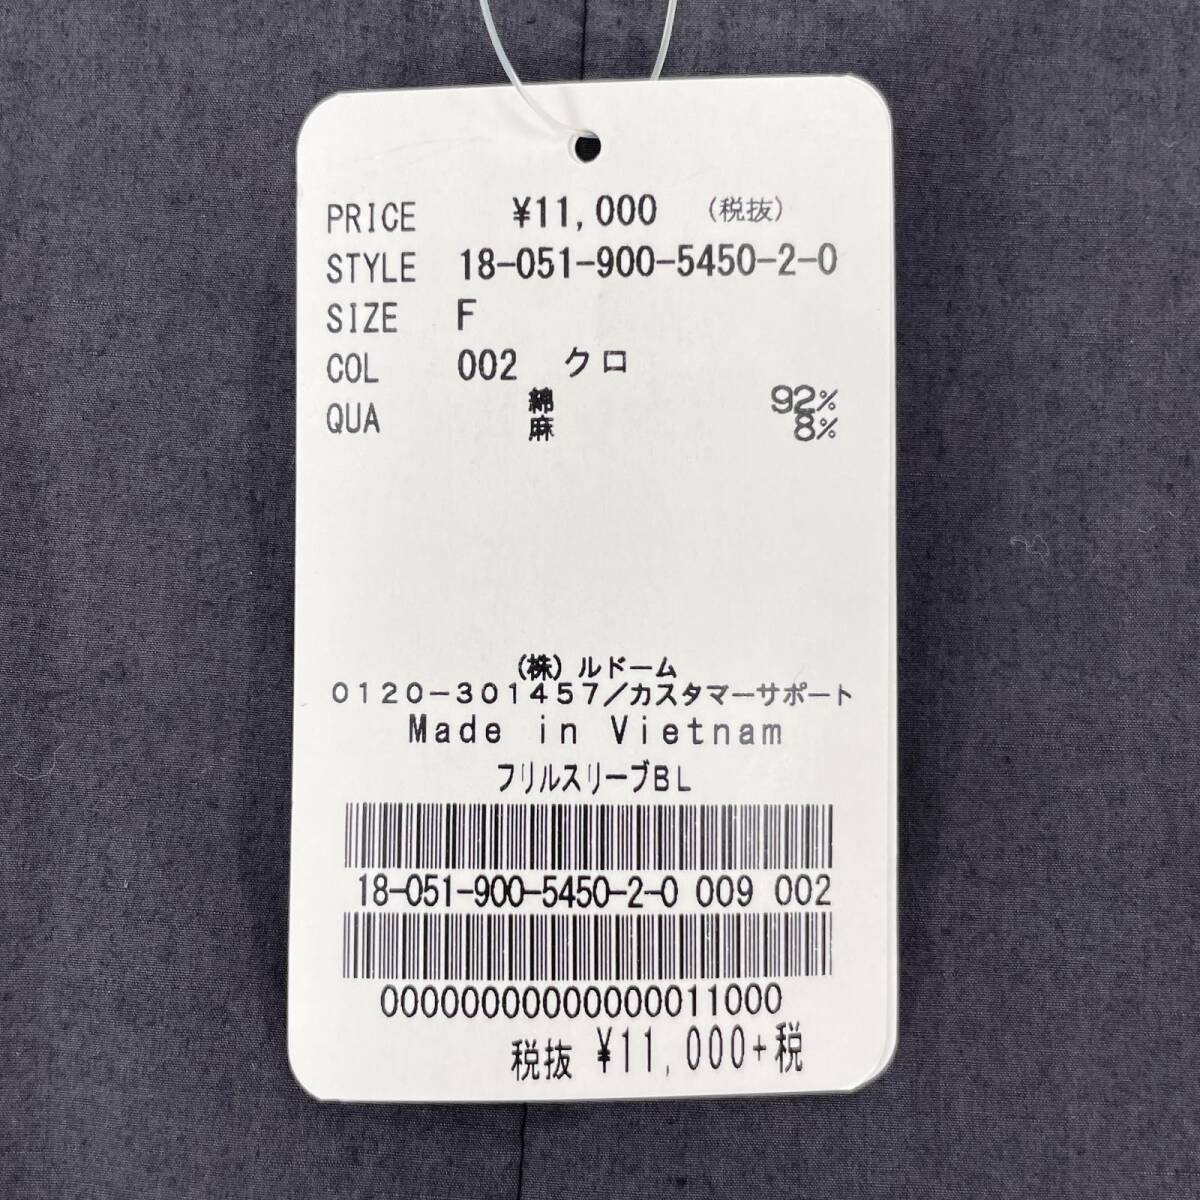 PRICE ¥11,000 (税抜)
STYLE 18-051-900-5450-2-0
SIZE F
COL 002 クロ
QUA 綿 92%
麻 8%
(株)ルドーム
0120-301457/カスタマーサポート
Made in Vietnam
フリルスリーブBL
18-051-900-5450-2-0 009 002
00000000000000011000
税抜 ¥11,000+税